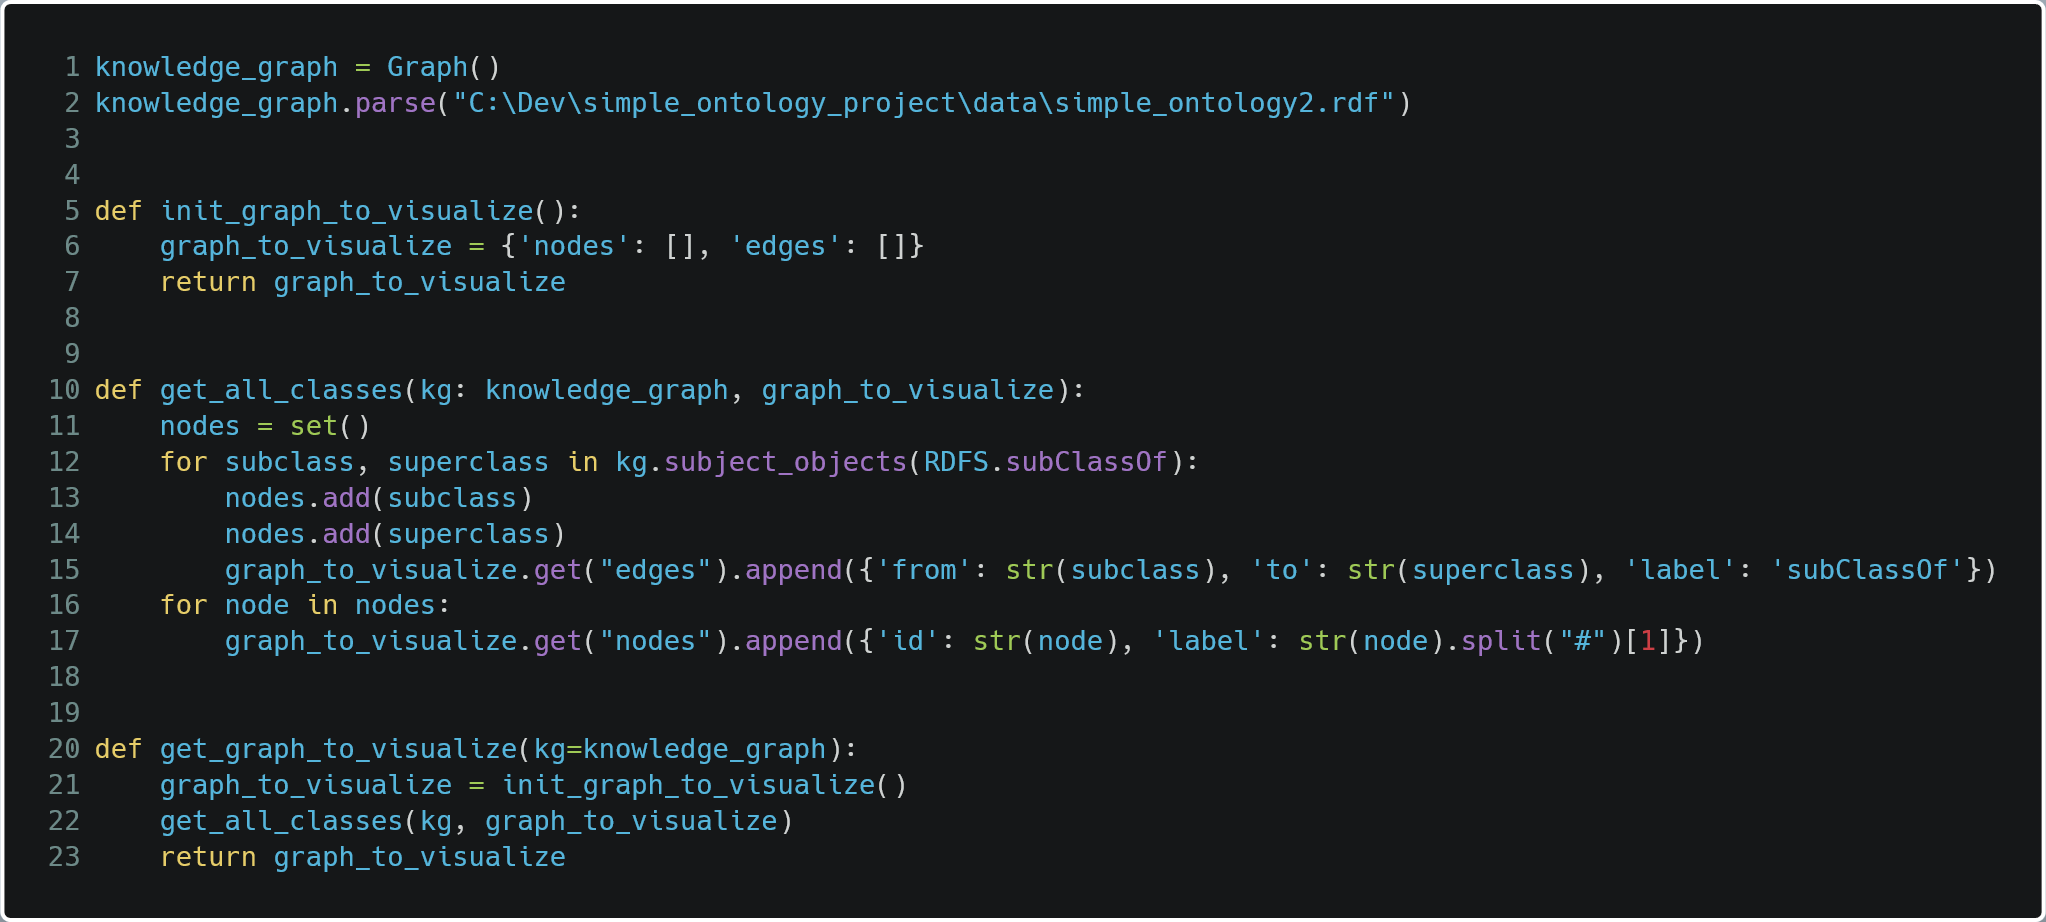 1 knowledge_graph = Graph()
2 knowledge_graph.parse("C:\Dev\simple_ontology_project\data\simple_ontology2.rdf")
3
4
5 def init_graph_to_visualize():
6     graph_to_visualize = {'nodes': [], 'edges': []}
7     return graph_to_visualize
8
9
10 def get_all_classes(kg: knowledge_graph, graph_to_visualize):
11     nodes = set()
12     for subclass, superclass in kg.subject_objects(RDFS.subClassOf):
13         nodes.add(subclass)
14         nodes.add(superclass)
15         graph_to_visualize.get("edges").append({'from': str(subclass), 'to': str(superclass), 'label': 'subClassOf'})
16     for node in nodes:
17         graph_to_visualize.get("nodes").append({'id': str(node), 'label': str(node).split("#")[1]})
18
19
20 def get_graph_to_visualize(kg=knowledge_graph):
21     graph_to_visualize = init_graph_to_visualize()
22     get_all_classes(kg, graph_to_visualize)
23     return graph_to_visualize